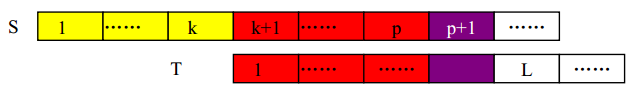 S 1 ...... k k+1 ...... p p+1 ......
T 1 ...... ...... L ......